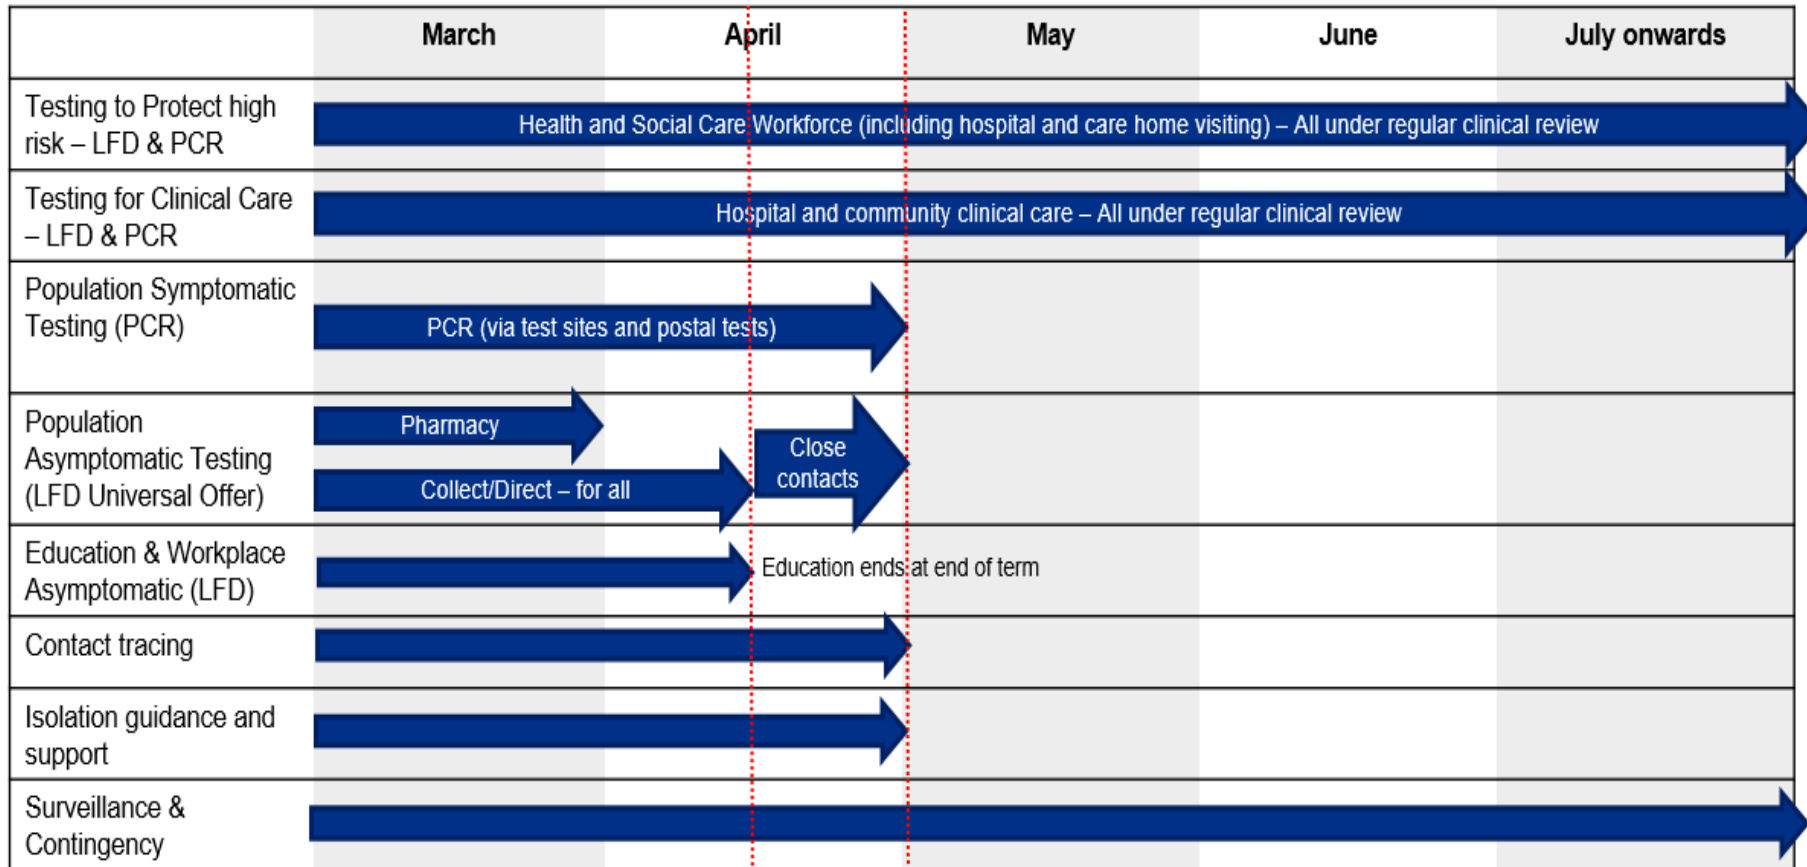 March
April
May
June
July onwards
Testing to Protect high
risk – LFD & PCR
Health and Social Care Workforce (including hospital and care home visiting) – All under regular clinical review
Testing for Clinical Care
– LFD & PCR
Hospital and community clinical care – All under regular clinical review
Population Symptomatic
Testing (PCR)
PCR (via test sites and postal tests)
Population
Asymptomatic Testing
(LFD Universal Offer)
Pharmacy
Collect/Direct – for all
Close
contacts
Education & Workplace
Asymptomatic (LFD)
Education ends at end of term
Contact tracing
Isolation guidance and
support
Surveillance &
Contingency